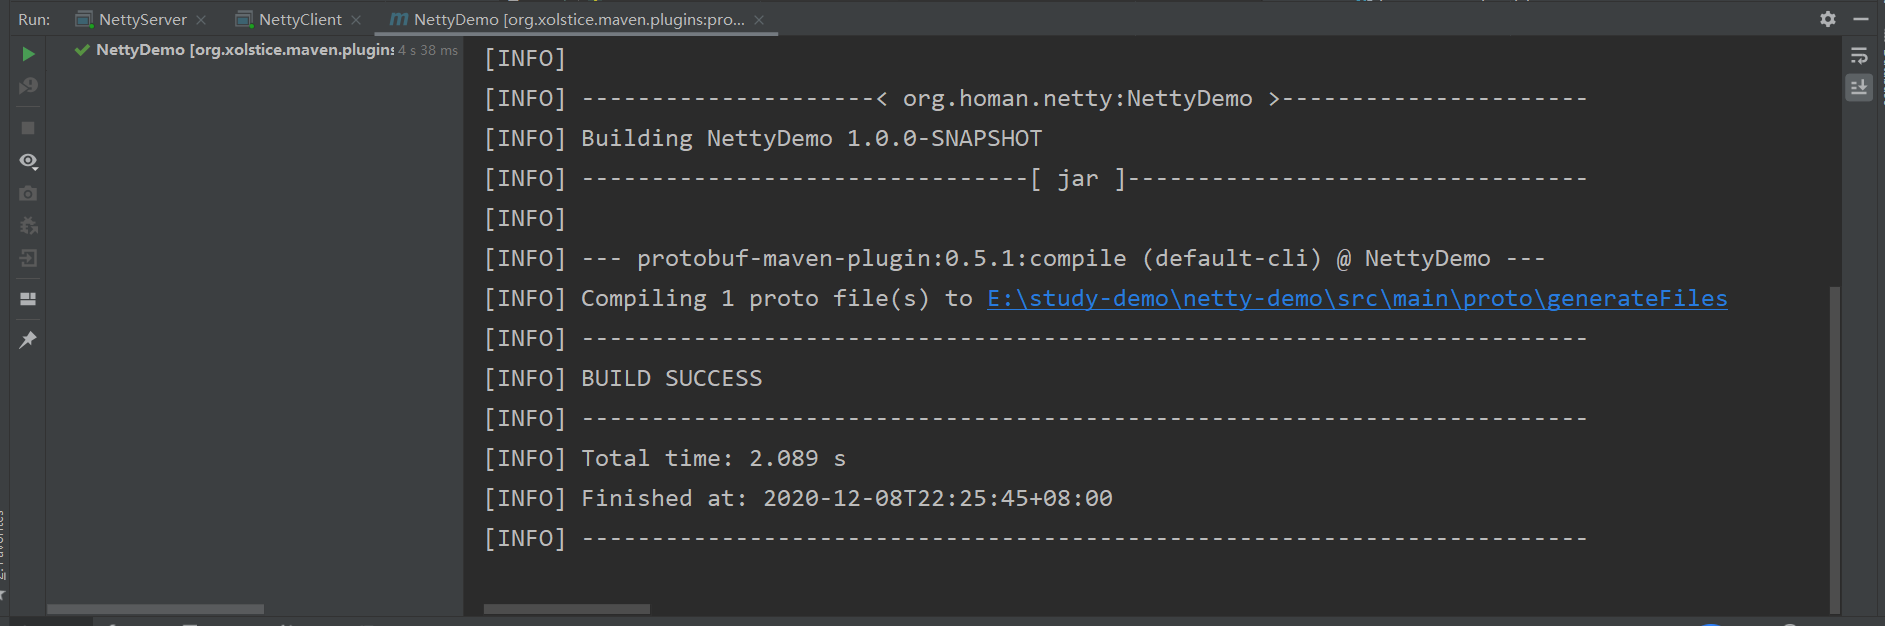 Run: NettyServer NettyClient NettyDemo [org.xolstice.maven.plugins:pro...
NettyDemo [org.xolstice.maven.plugins 4 s 38 ms
[INFO]
[INFO] ---------------------< org.homan.netty:NettyDemo >----------------------
[INFO] Building NettyDemo 1.0.0-SNAPSHOT
[INFO] --------------------------------[ jar ]---------------------------------
[INFO]
[INFO] --- protobuf-maven-plugin:0.5.1:compile (default-cli) @ NettyDemo ---
[INFO] Compiling 1 proto file(s) to E:\study-demo\netty-demo\src\main\proto\generateFiles
[INFO] ------------------------------------------------------------------------
[INFO] BUILD SUCCESS
[INFO] ------------------------------------------------------------------------
[INFO] Total time: 2.089 s
[INFO] Finished at: 2020-12-08T22:25:45+08:00
[INFO] ------------------------------------------------------------------------